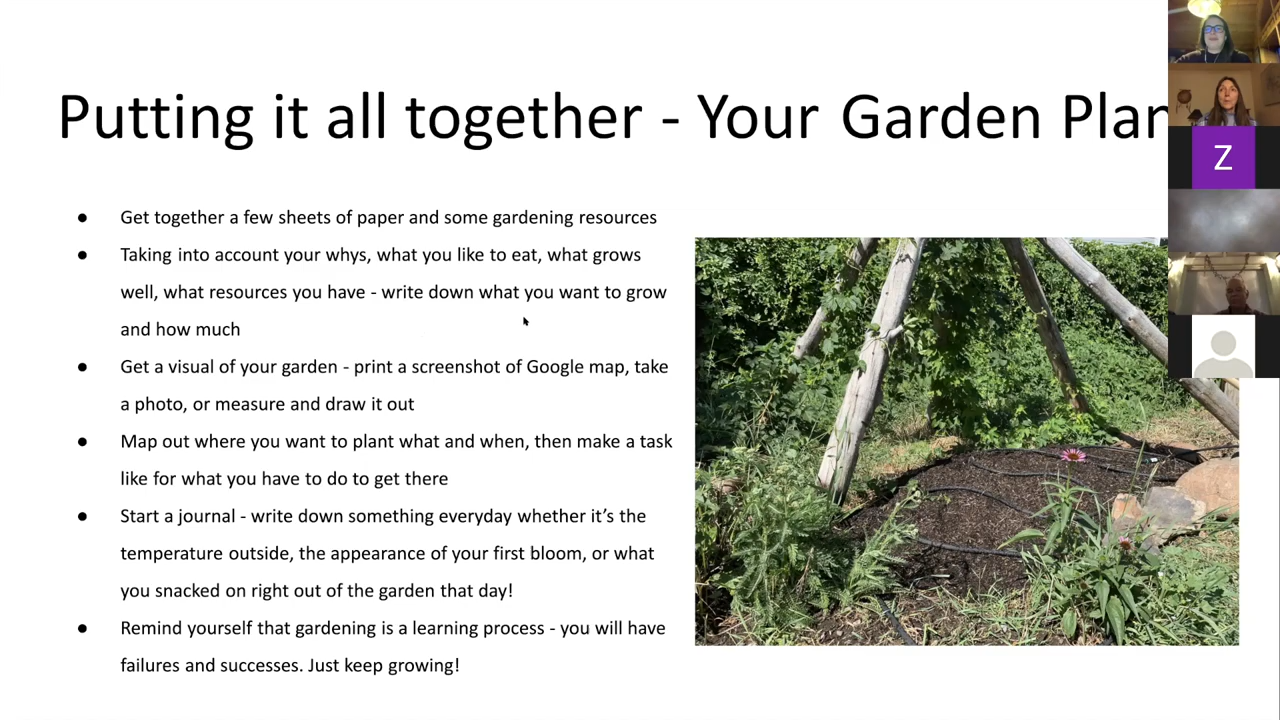 Putting it all together - Your Garden Plan
● Get together a few sheets of paper and some gardening resources
● Taking into account your whys, what you like to eat, what grows
well, what resources you have - write down what you want to grow
and how much
● Get a visual of your garden - print a screenshot of Google map, take
a photo, or measure and draw it out
● Map out where you want to plant what and when, then make a task
like for what you have to do to get there
● Start a journal - write down something everyday whether it’s the
temperature outside, the appearance of your first bloom, or what
you snacked on right out of the garden that day!
● Remind yourself that gardening is a learning process - you will have
failures and successes. Just keep growing!
Z